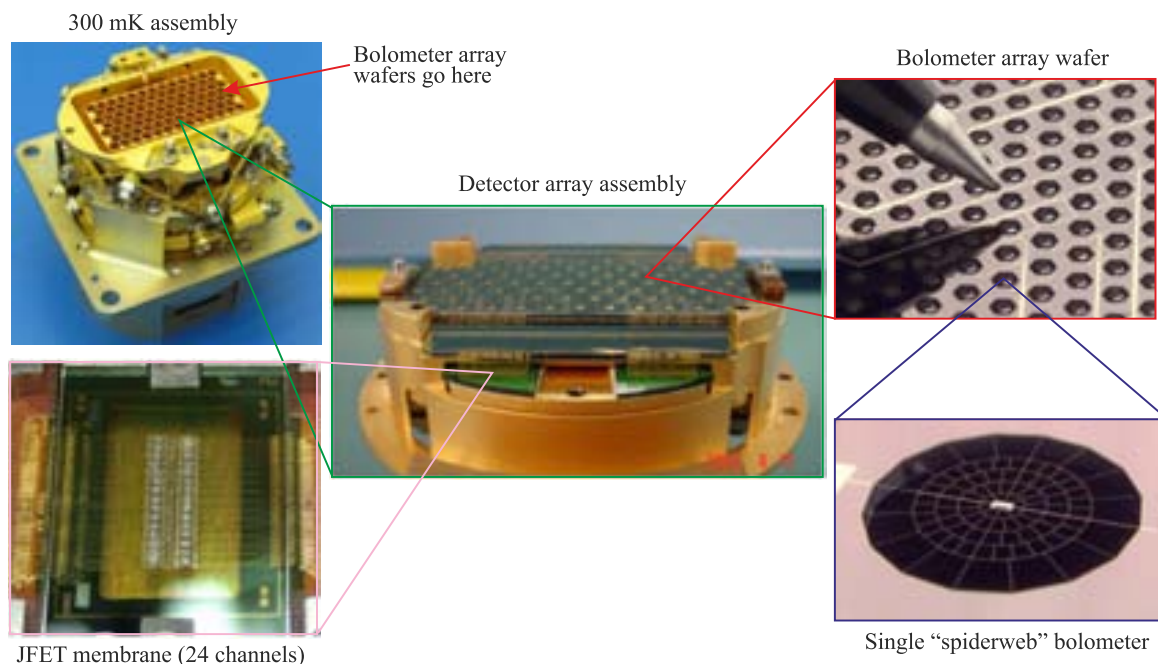 300 mK assembly
Bolometer array
wafers go here
Bolometer array wafer
Detector array assembly
JFET membrane (24 channels)
Single “spiderweb” bolometer